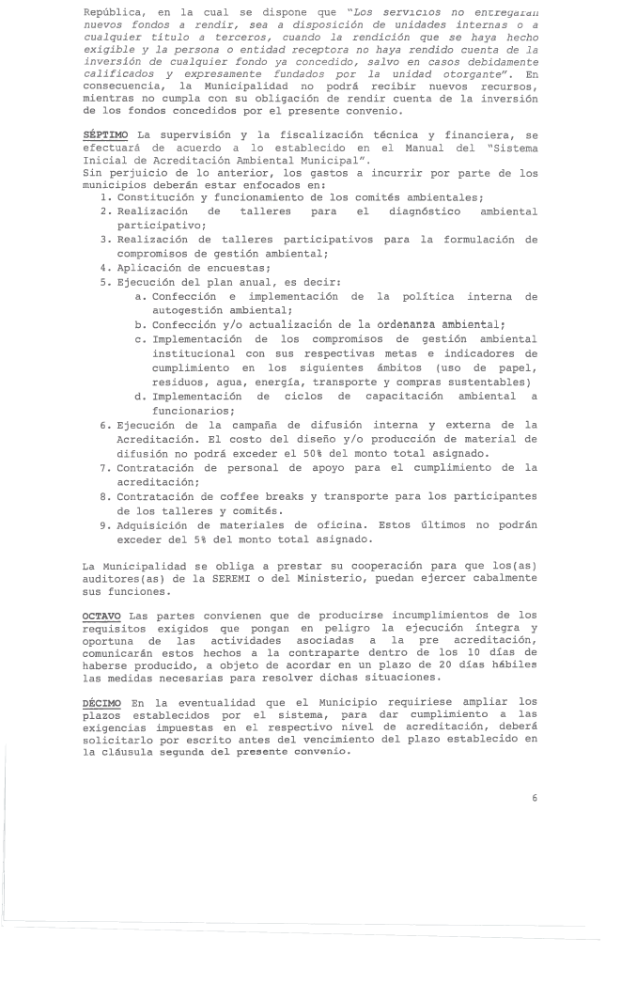 República, en la cual se dispone que "Los servicios no entregarán
nuevos fondos a rendir, sea a disposición de unidades internas o a
cualquier título a terceros, cuando la rendición que se haya hecho
exigible y la persona o entidad receptora no haya rendido cuenta de la
inversión de cualquier fondo ya concedido, salvo en casos debidamente
calificados y expresamente fundados por la unidad otorgante". En
consecuencia, la Municipalidad no podrá recibir nuevos recursos,
mientras no cumpla con su obligación de rendir cuenta de la inversión
de los fondos concedidos por el presente convenio.
SÉPTIMO La supervisión y la fiscalización técnica y financiera, se
efectuará de acuerdo a lo establecido en el Manual del "Sistema
Inicial de Acreditación Ambiental Municipal".
Sin perjuicio de lo anterior, los gastos a incurrir por parte de los
municipios deberán estar enfocados en:
1. Constitución y funcionamiento de los comités ambientales;
2. Realización de talleres para el diagnóstico ambiental
participativo;
3. Realización de talleres participativos para la formulación de
compromisos de gestión ambiental;
4. Aplicación de encuestas;
5. Ejecución del plan anual, es decir:
a. Confección e implementación de la política interna de
autogestión ambiental;
b. Confección y/o actualización de la ordenanza ambiental;
c. Implementación de los compromisos de gestión ambiental
institucional con sus respectivas metas e indicadores de
cumplimiento en los siguientes ámbitos (uso de papel,
residuos, agua, energía, transporte y compras sustentables)
d. Implementación de ciclos de capacitación ambiental a
funcionarios;
6. Ejecución de la campaña de difusión interna y externa de la
Acreditación. El costo del diseño y/o producción de material de
difusión no podrá exceder el 50% del monto total asignado.
7. Contratación de personal de apoyo para el cumplimiento de la
acreditación;
8. Contratación de coffee breaks y transporte para los participantes
de los talleres y comités.
9. Adquisición de materiales de oficina. Estos últimos no podrán
exceder del 5% del monto total asignado.
La Municipalidad se obliga a prestar su cooperación para que los(as)
auditores(as) de la SEREMI o del Ministerio, puedan ejercer cabalmente
sus funciones.
OCTAVO Las partes convienen que de producirse incumplimientos de los
requisitos exigidos que pongan en peligro la ejecución íntegra y
oportuna de las actividades asociadas a la pre acreditación,
comunicarán estos hechos a la contraparte dentro de los 10 días de
haberse producido, a objeto de acordar en un plazo de 20 días hábiles
las medidas necesarias para resolver dichas situaciones.
DÉCIMO En la eventualidad que el Municipio requiriese ampliar los
plazos establecidos por el sistema, para dar cumplimiento a las
exigencias impuestas en el respectivo nivel de acreditación, deberá
solicitarlo por escrito antes del vencimiento del plazo establecido en
la cláusula segunda del presente convenio.
6